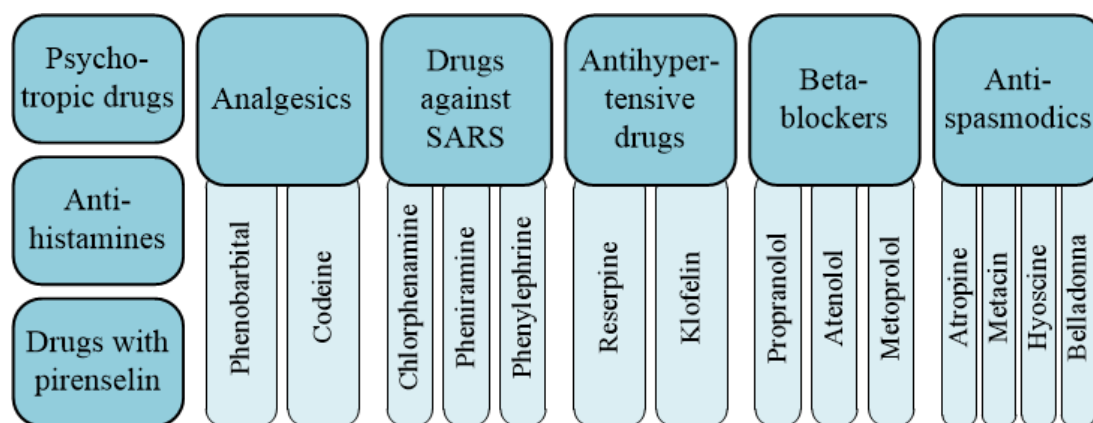 Psycho-
tropic drugs
Anti-
histamines
Drugs with
pirenselin
Analgesics
Phenobarbital
Codeine
Drugs
against
SARS
Chlorphenamine
Pheniramine
Phenylephrine
Antihyper-
tensive
drugs
Reserpine
Klofelin
Beta-
blockers
Propranolol
Atenolol
Metoprolol
Anti-
spasmodics
Atropine
Metacin
Hyoscine
Belladonna